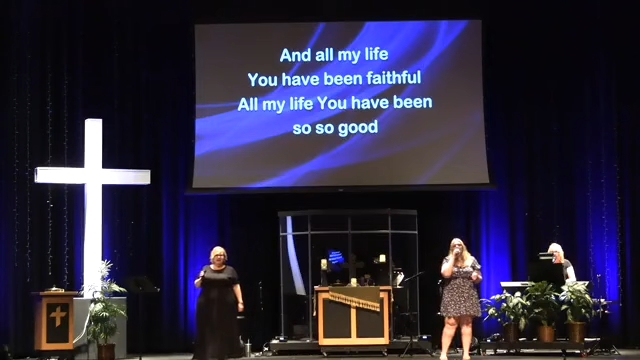 And all my life
You have been faithful
All my life You have been
so so good